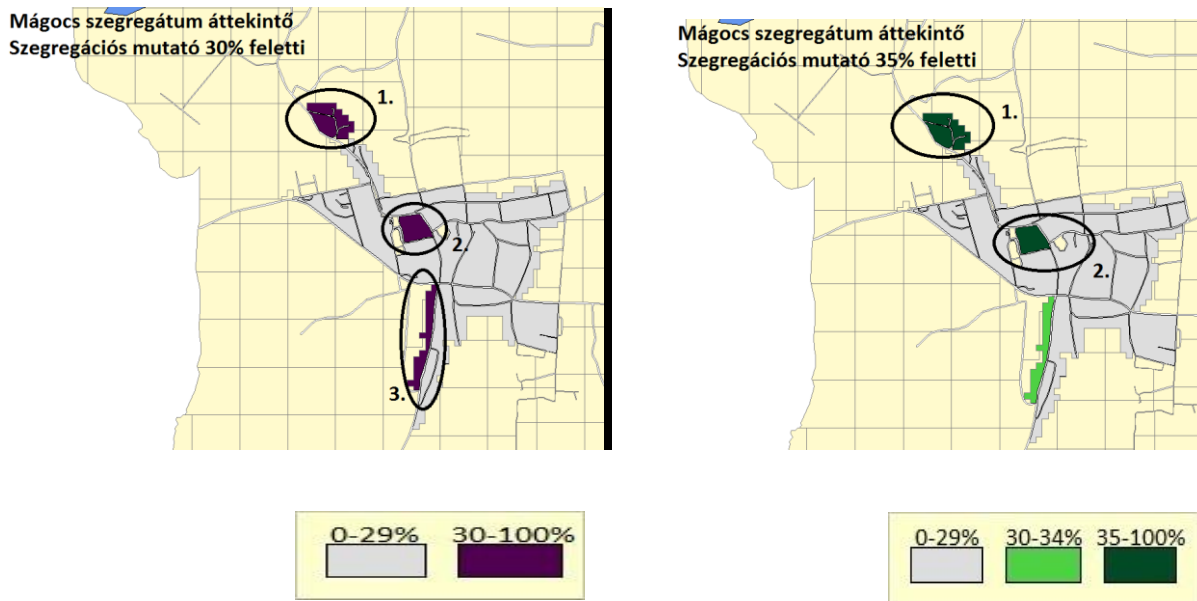 Mágocs szegregátum áttekintő
Szegregációs mutató 30% feletti
1.
2.
3.
0-29%
30-100%
Mágocs szegregátum áttekintő
Szegregációs mutató 35% feletti
1.
2.
0-29%
30-34%
35-100%